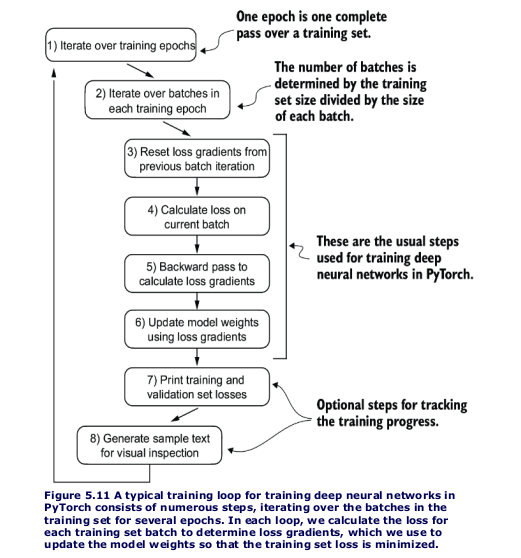 One epoch is one complete
pass over a training set.
1) Iterate over training epochs
The number of batches is
determined by the training
set size divided by the size
of each batch.
2) Iterate over batches in
each training epoch
3) Reset loss gradients from
previous batch iteration
4) Calculate loss on
current batch
These are the usual steps
used for training deep
neural networks in PyTorch.
5) Backward pass to
calculate loss gradients
6) Update model weights
using loss gradients
7) Print training and
validation set losses
Optional steps for tracking
the training progress.
8) Generate sample text
for visual inspection
Figure 5.11 A typical training loop for training deep neural networks in
PyTorch consists of numerous steps, iterating over the batches in the
training set for several epochs. In each loop, we calculate the loss for
each training set batch to determine loss gradients, which we use to
update the model weights so that the training set loss is minimized.